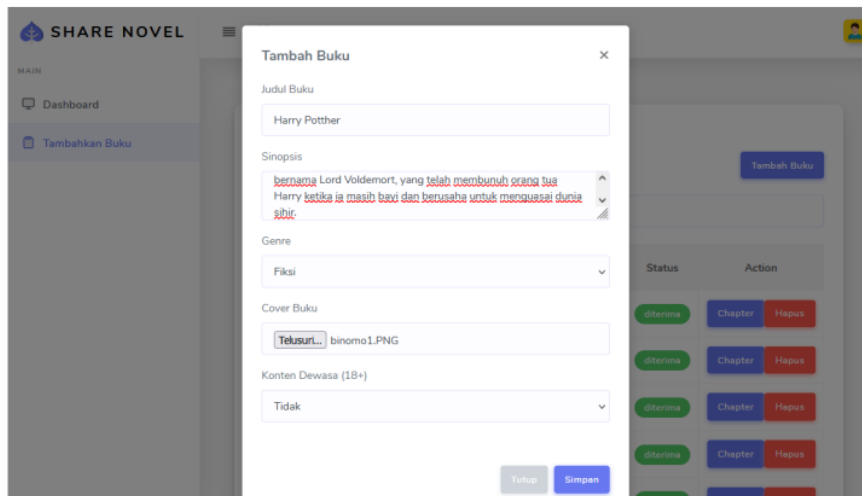 SHARE NOVEL
MAIN
Dashboard
Tambahkan Buku
Tambah Buku
×
Judul Buku
Harry Potther
Sinopsis
bernama Lord Voldemort, yang telah membunuh orang tua
Harry ketika ia masih bayi dan berusaha untuk menguasai dunia
sihir.
Genre
Fiksi
Cover Buku
Telusuri... binomo1.PNG
Konten Dewasa (18+)
Tidak
Tutup Simpan
Tambah Buku
Status Action
diterima Chapter Hapus
diterima Chapter Hapus
diterima Chapter Hapus
diterima Chapter Hapus